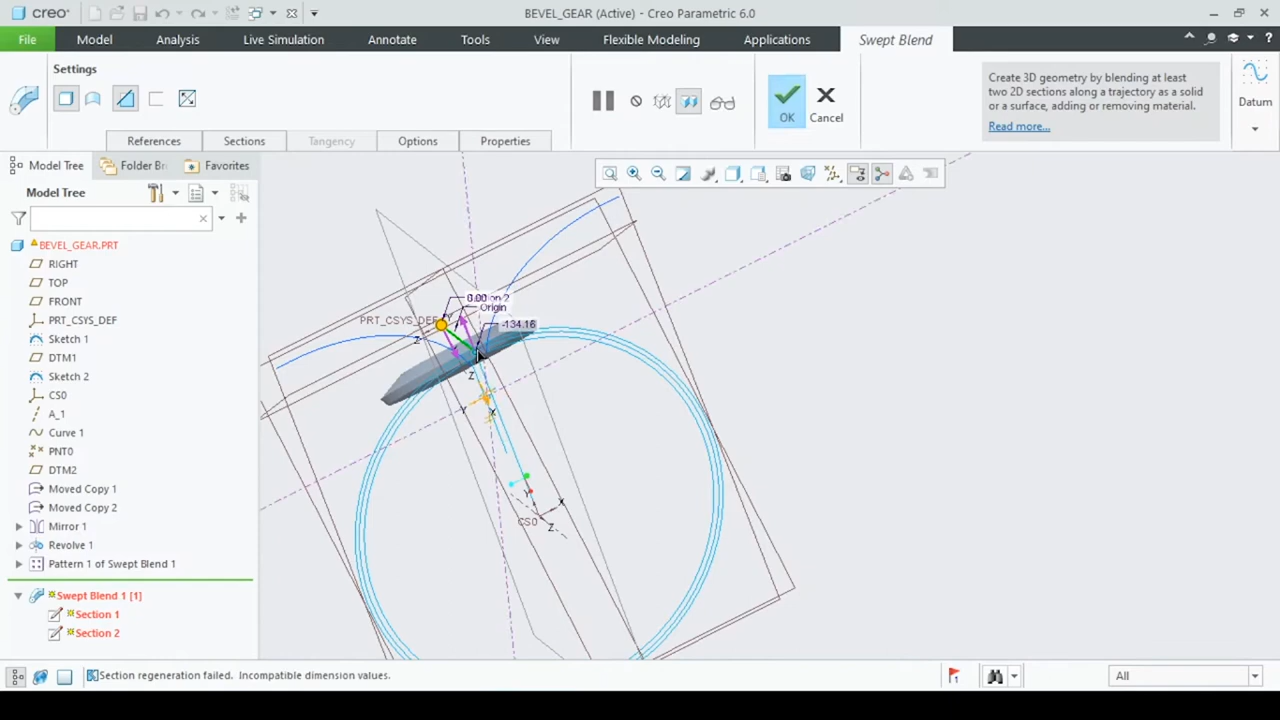 creo
BEVEL_GEAR (Active) - Creo Parametric 6.0
File Model Analysis Live Simulation Annotate Tools View Flexible Modeling Applications Swept Blend
Settings
OK Cancel
Create 3D geometry by blending at least
two 2D sections along a trajectory as a solid
or a surface, adding or removing material.
Read more...
Datum
References Sections Tangency Options Properties
Model Tree Folder Br Favorites
Model Tree
BEVEL_GEAR.PRT
RIGHT
TOP
FRONT
PRT_CSYS_DEF
Sketch 1
DTM1
Sketch 2
CS0
A_1
Curve 1
PNT0
DTM2
Moved Copy 1
Moved Copy 2
Mirror 1
Revolve 1
Pattern 1 of Swept Blend 1
Swept Blend 1 [1]
Section 1
Section 2
0.00
Origin
PRT_CSYS_DEF
-134.16
Z
Z
Y X
Y X
CS0 Z
Section regeneration failed. Incompatible dimension values.
All